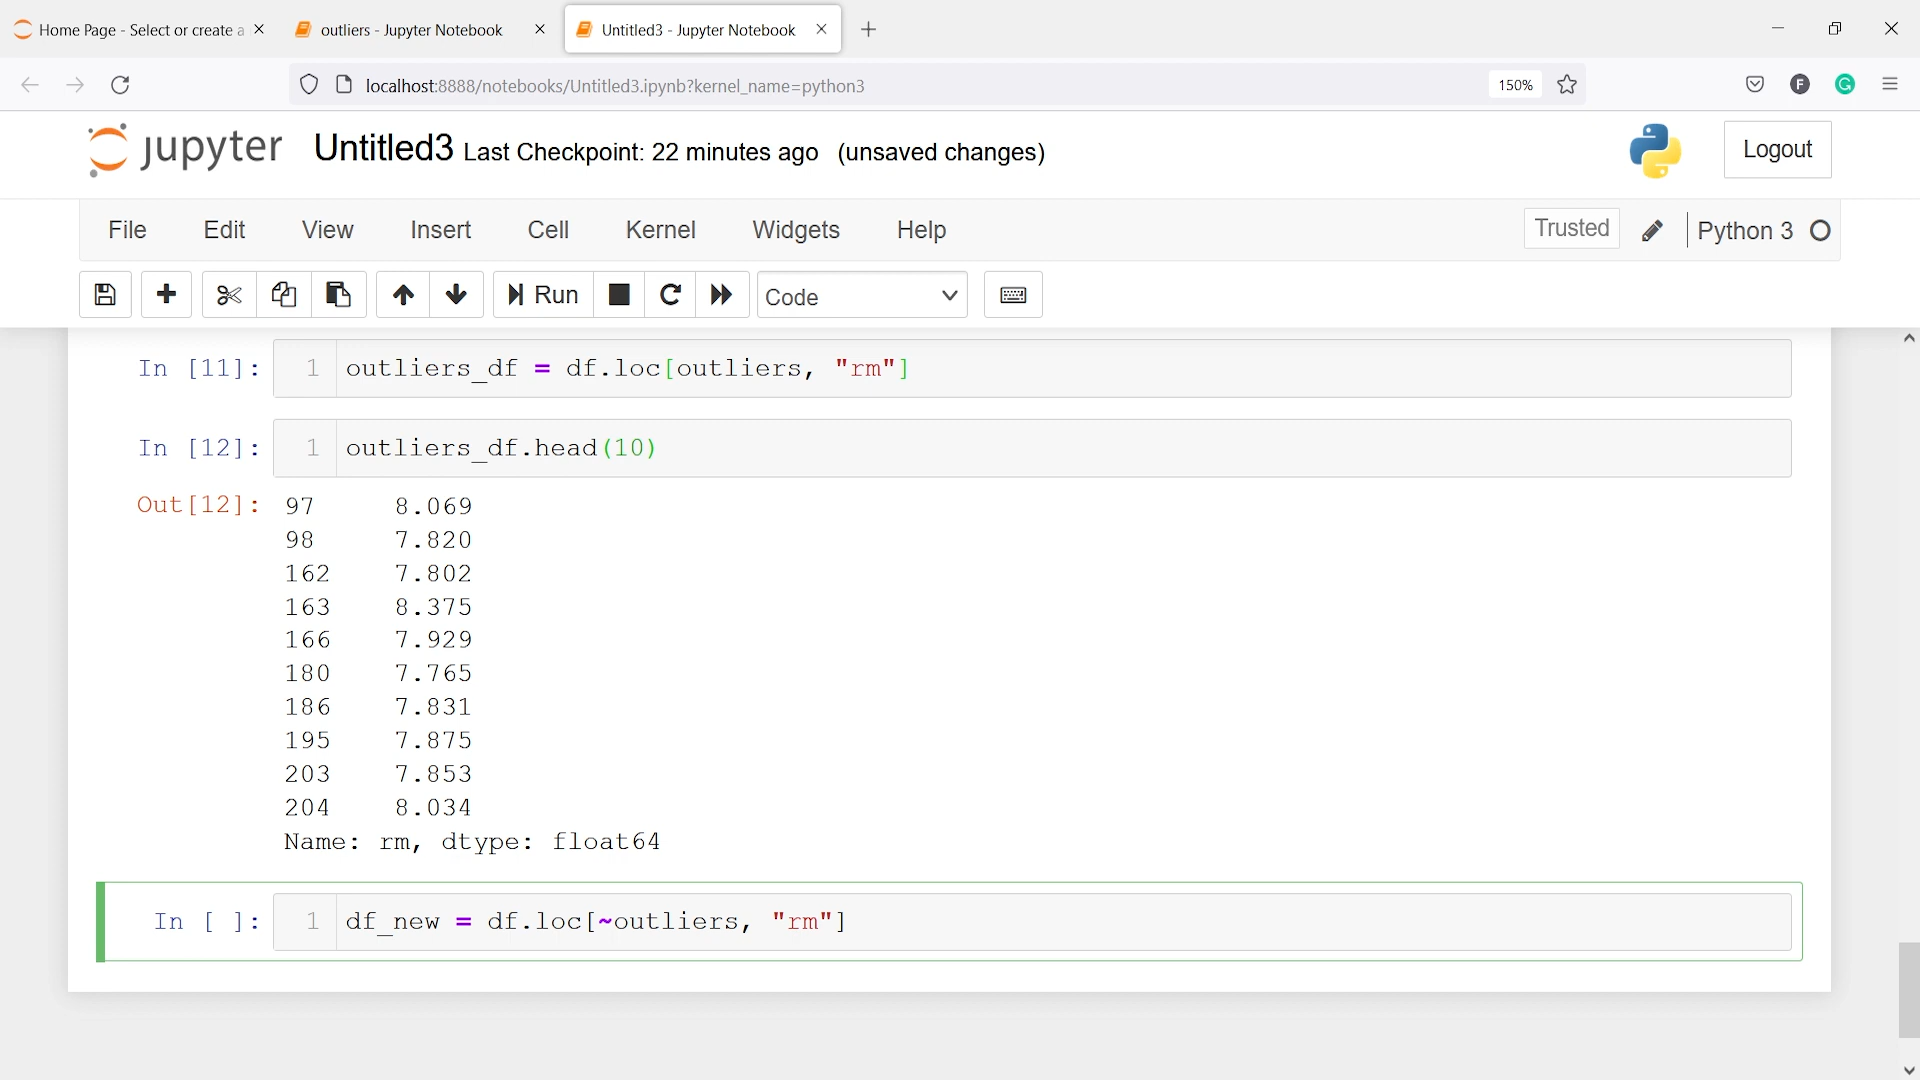 Home Page - Select or create a
outliers - Jupyter Notebook
Untitled3 - Jupyter Notebook
localhost:8888/notebooks/Untitled3.ipynb?kernel_name=python3
150%
F
G
jupyter Untitled3 Last Checkpoint: 22 minutes ago (unsaved changes)
Logout
File Edit View Insert Cell Kernel Widgets Help
Trusted
Python 3
Run
Code
In [11]: 1 outliers_df = df.loc[outliers, "rm"]
In [12]: 1 outliers_df.head(10)
Out[12]: 97 8.069
98 7.820
162 7.802
163 8.375
166 7.929
180 7.765
186 7.831
195 7.875
203 7.853
204 8.034
Name: rm, dtype: float64
In [ ]: 1 df_new = df.loc[~outliers, "rm"]